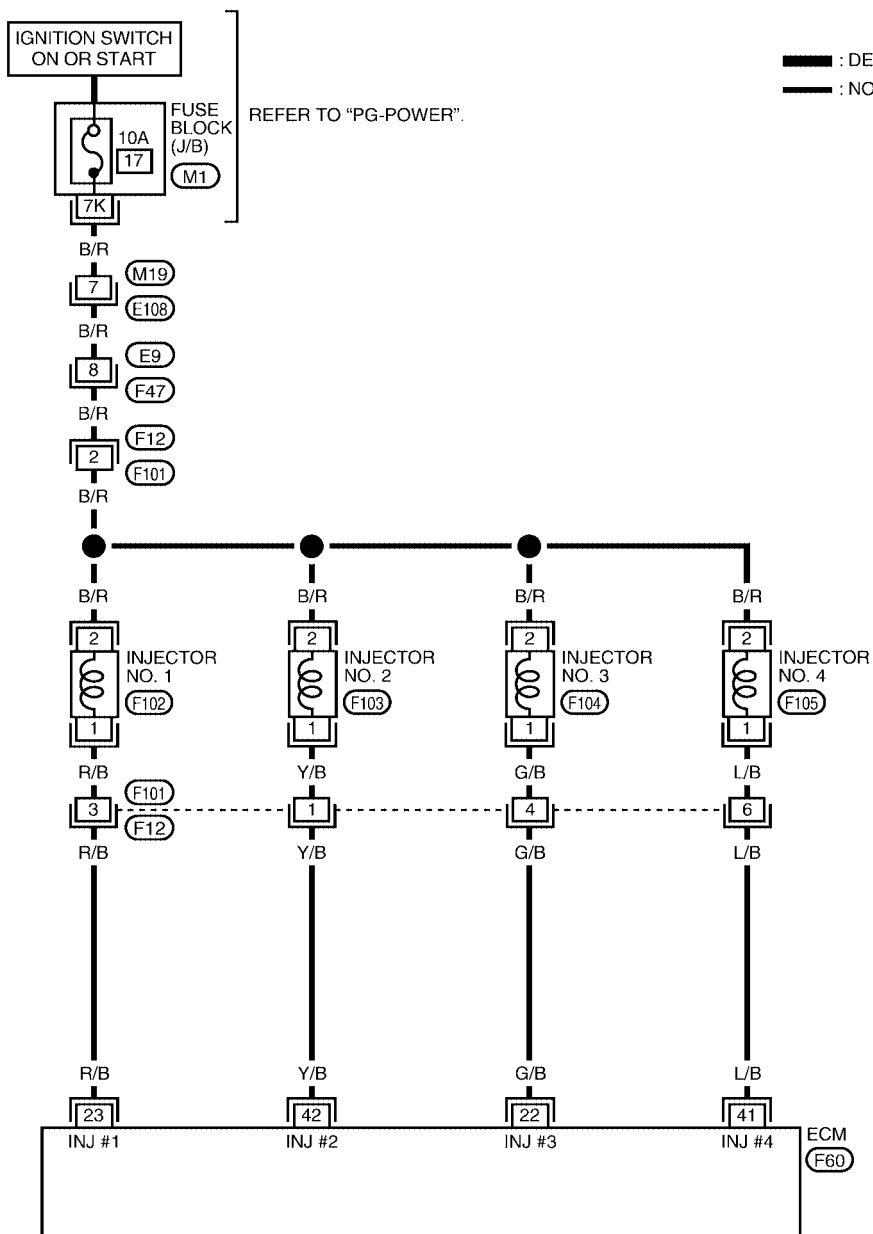 IGNITION SWITCH
ON OR START
: DE
: NO
FUSE
BLOCK
(J/B)
REFER TO “PG-POWER”.
10A
17
M1
7K
B/R
7
M19
E108
B/R
8
E9
F47
B/R
2
F12
F101
B/R
B/R B/R B/R B/R
2 2 2 2
INJECTOR
NO. 1
F102
INJECTOR
NO. 2
F103
INJECTOR
NO. 3
F104
INJECTOR
NO. 4
F105
1 1 1 1
R/B Y/B G/B L/B
F101
3 1 4 6
F12
R/B Y/B G/B L/B
R/B Y/B G/B L/B
23 42 22 41
INJ #1 INJ #2 INJ #3 INJ #4
ECM
F60